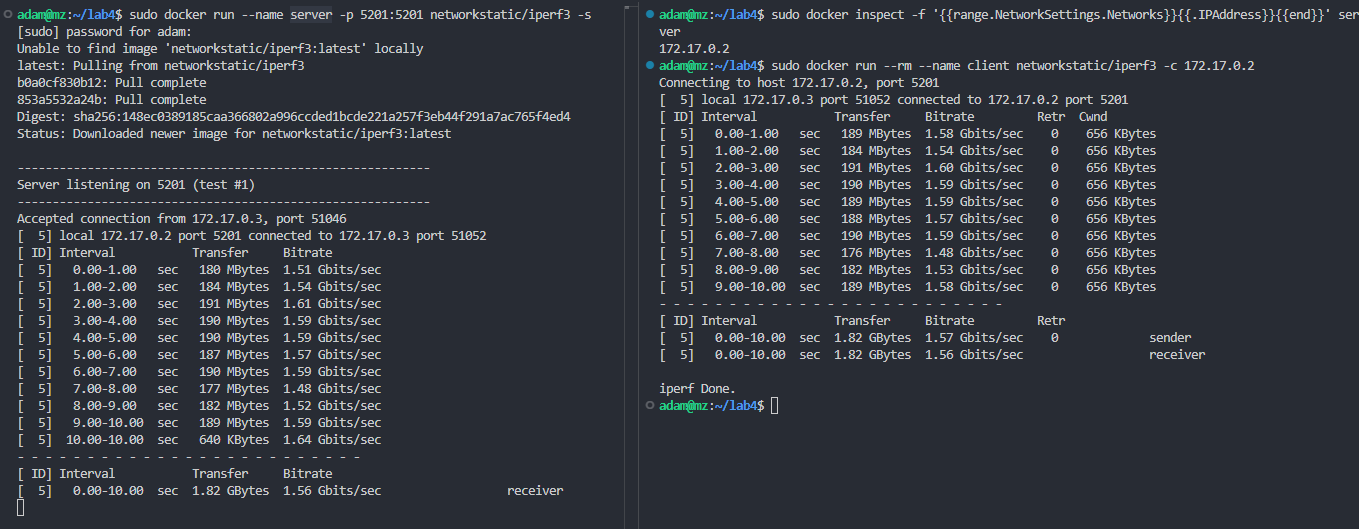 adam@mz:~/lab4$ sudo docker run --name server -p 5201:5201 networkstatic/iperf3 -s
[sudo] password for adam:
Unable to find image 'networkstatic/iperf3:latest' locally
latest: Pulling from networkstatic/iperf3
b0a0cf830b12: Pull complete
853a5532a24b: Pull complete
Digest: sha256:148ec0389185caa366802a996ccded1bcde221a257f3eb44f291a7ac765f4ed4
Status: Downloaded newer image for networkstatic/iperf3:latest
-----------------------------------------------------------
Server listening on 5201 (test #1)
-----------------------------------------------------------
Accepted connection from 172.17.0.3, port 51046
[  5] local 172.17.0.2 port 5201 connected to 172.17.0.3 port 51052
[ ID] Interval           Transfer     Bitrate
[  5]   0.00-1.00   sec   180 MBytes  1.51 Gbits/sec
[  5]   1.00-2.00   sec   184 MBytes  1.54 Gbits/sec
[  5]   2.00-3.00   sec   191 MBytes  1.61 Gbits/sec
[  5]   3.00-4.00   sec   190 MBytes  1.59 Gbits/sec
[  5]   4.00-5.00   sec   190 MBytes  1.59 Gbits/sec
[  5]   5.00-6.00   sec   187 MBytes  1.57 Gbits/sec
[  5]   6.00-7.00   sec   190 MBytes  1.59 Gbits/sec
[  5]   7.00-8.00   sec   177 MBytes  1.48 Gbits/sec
[  5]   8.00-9.00   sec   182 MBytes  1.52 Gbits/sec
[  5]   9.00-10.00  sec   189 MBytes  1.59 Gbits/sec
[  5]  10.00-10.00  sec   640 KBytes  1.64 Gbits/sec
- - - - - - - - - - - - - - - - - - - - - - - - -
[ ID] Interval           Transfer     Bitrate
[  5]   0.00-10.00  sec  1.82 GBytes  1.56 Gbits/sec                  receiver
adam@mz:~/lab4$ sudo docker inspect -f '{{range.NetworkSettings.Networks}}{{.IPAddress}}{{end}}' ser
ver
172.17.0.2
adam@mz:~/lab4$ sudo docker run --rm --name client networkstatic/iperf3 -c 172.17.0.2
Connecting to host 172.17.0.2, port 5201
[  5] local 172.17.0.3 port 51052 connected to 172.17.0.2 port 5201
[ ID] Interval           Transfer     Bitrate         Retr  Cwnd
[  5]   0.00-1.00   sec   189 MBytes  1.58 Gbits/sec    0    656 KBytes
[  5]   1.00-2.00   sec   184 MBytes  1.54 Gbits/sec    0    656 KBytes
[  5]   2.00-3.00   sec   191 MBytes  1.60 Gbits/sec    0    656 KBytes
[  5]   3.00-4.00   sec   190 MBytes  1.59 Gbits/sec    0    656 KBytes
[  5]   4.00-5.00   sec   189 MBytes  1.59 Gbits/sec    0    656 KBytes
[  5]   5.00-6.00   sec   188 MBytes  1.57 Gbits/sec    0    656 KBytes
[  5]   6.00-7.00   sec   190 MBytes  1.59 Gbits/sec    0    656 KBytes
[  5]   7.00-8.00   sec   176 MBytes  1.48 Gbits/sec    0    656 KBytes
[  5]   8.00-9.00   sec   182 MBytes  1.53 Gbits/sec    0    656 KBytes
[  5]   9.00-10.00  sec   189 MBytes  1.58 Gbits/sec    0    656 KBytes
- - - - - - - - - - - - - - - - - - - - - - - - -
[ ID] Interval           Transfer     Bitrate         Retr
[  5]   0.00-10.00  sec  1.82 GBytes  1.57 Gbits/sec    0             sender
[  5]   0.00-10.00  sec  1.82 GBytes  1.56 Gbits/sec                  receiver
iperf Done.
adam@mz:~/lab4$